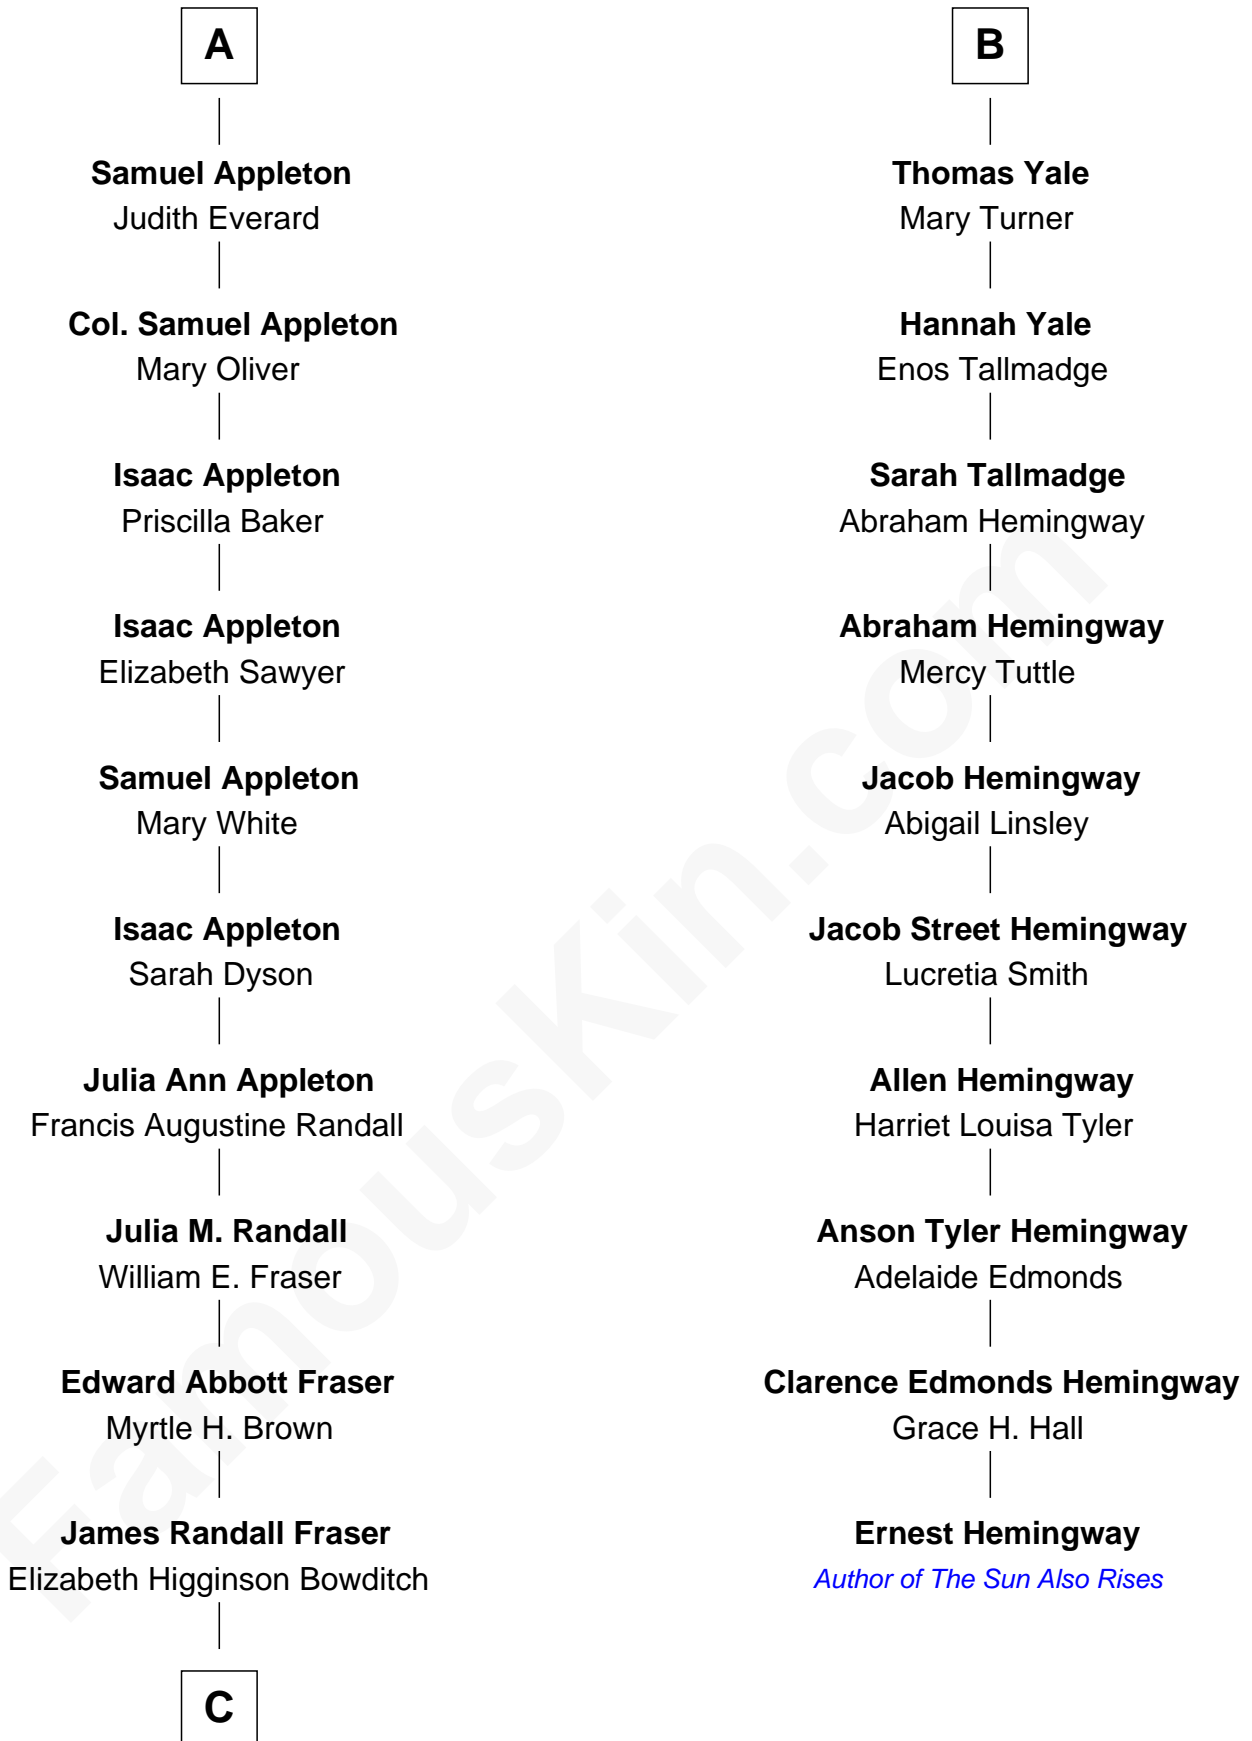 A
Samuel Appleton
Judith Everard
Col. Samuel Appleton
Mary Oliver
Isaac Appleton
Priscilla Baker
Isaac Appleton
Elizabeth Sawyer
Samuel Appleton
Mary White
Isaac Appleton
Sarah Dyson
Julia Ann Appleton
Francis Augustine Randall
Julia M. Randall
William E. Fraser
Edward Abbott Fraser
Myrtle H. Brown
James Randall Fraser
Elizabeth Higginson Bowditch
C
B
Thomas Yale
Mary Turner
Hannah Yale
Enos Tallmadge
Sarah Tallmadge
Abraham Hemingway
Abraham Hemingway
Mercy Tuttle
Jacob Hemingway
Abigail Linsley
Jacob Street Hemingway
Lucretia Smith
Allen Hemingway
Harriet Louisa Tyler
Anson Tyler Hemingway
Adelaide Edmonds
Clarence Edmonds Hemingway
Grace H. Hall
Ernest Hemingway
Author of The Sun Also Rises
FamousKin.com